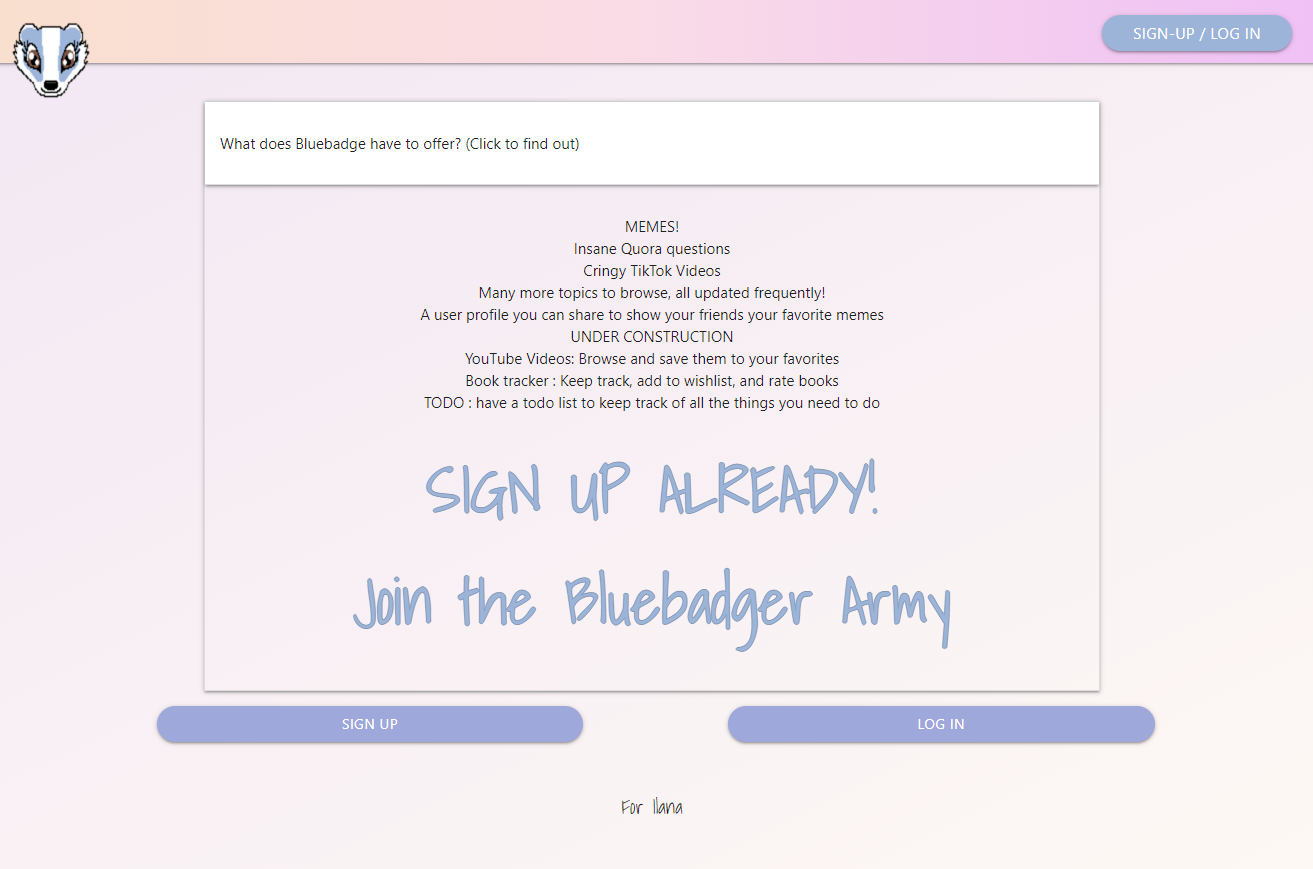 SIGN-UP / LOG IN
What does Bluebadge have to offer? (Click to find out)
MEMES!
Insane Quora questions
Cringy TikTok Videos
Many more topics to browse, all updated frequently!
A user profile you can share to show your friends your favorite memes
UNDER CONSTRUCTION
YouTube Videos: Browse and save them to your favorites
Book tracker : Keep track, add to wishlist, and rate books
TODO : have a todo list to keep track of all the things you need to do
SIGN UP ALREADY!
Join the Bluebadger Army
SIGN UP
LOG IN
For Ilana